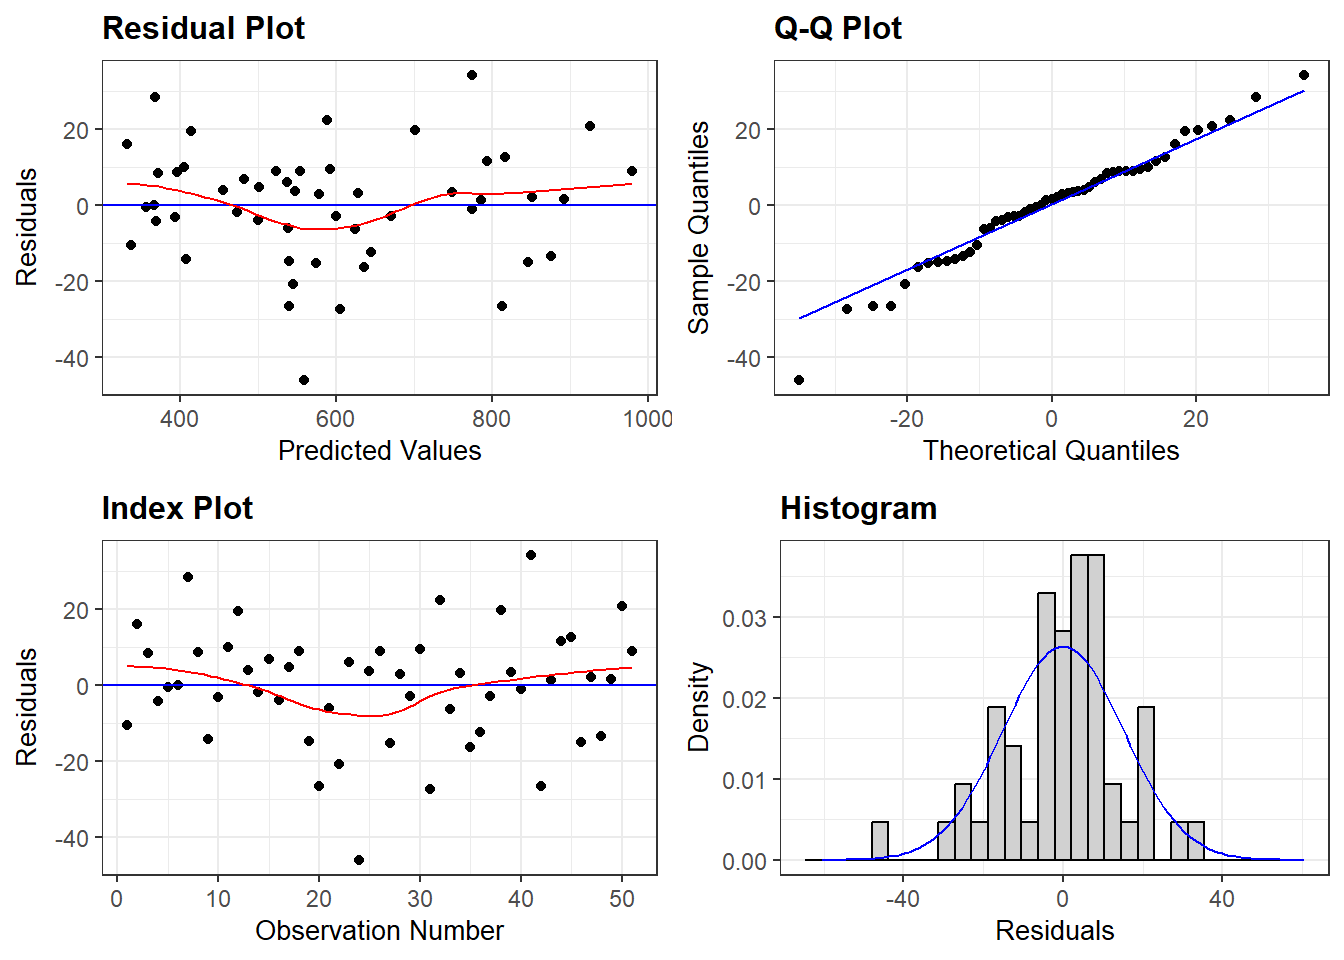 Residual Plot
Residuals
20
0
-20
-40
400 600 800 1000
Predicted Values
Q-Q Plot
Sample Quantiles
20
0
-20
-40
-20 0 20
Theoretical Quantiles
Index Plot
Residuals
20
0
-20
-40
0 10 20 30 40 50
Observation Number
Histogram
Density
0.03
0.02
0.01
0.00
-40 0 40
Residuals